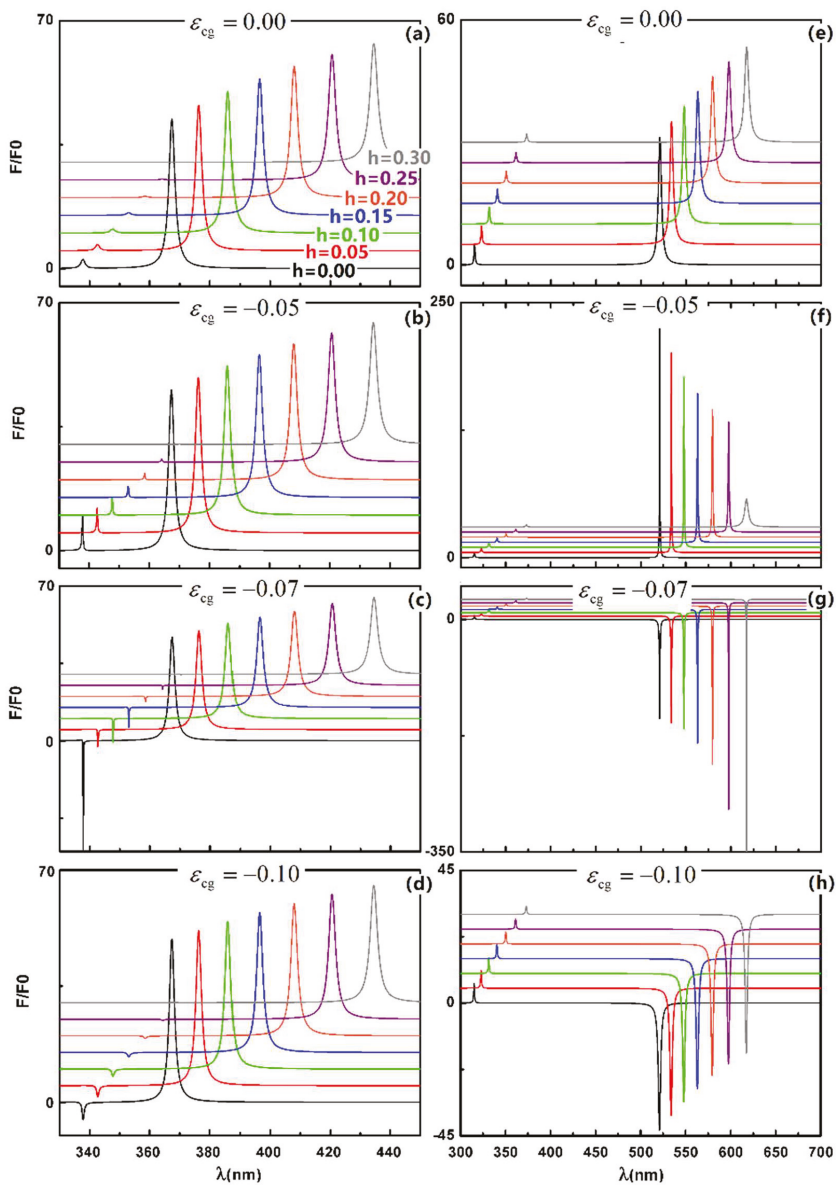 ε_cg = 0.00
(a)
70
F/F0
0
h=0.30
h=0.25
h=0.20
h=0.15
h=0.10
h=0.05
h=0.00
ε_cg = 0.00
(e)
60
F/F0
0
ε_cg = −0.05
(b)
70
F/F0
0
ε_cg = −0.05
(f)
250
F/F0
0
ε_cg = −0.07
(c)
70
F/F0
0
ε_cg = −0.07
(g)
0
F/F0
-350
ε_cg = −0.10
(d)
70
F/F0
0
340 360 380 400 420 440
λ(nm)
ε_cg = −0.10
(h)
45
F/F0
0
-45
300 350 400 450 500 550 600 650 700
λ(nm)